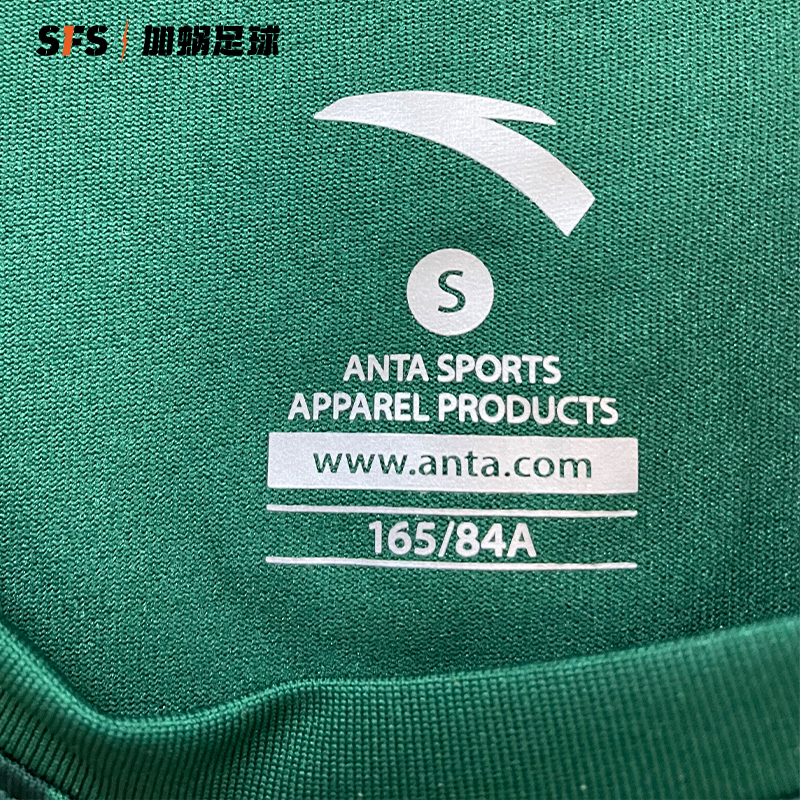 SFS / 加蜗足球
S
ANTA SPORTS
APPAREL PRODUCTS
www.anta.com
165/84A